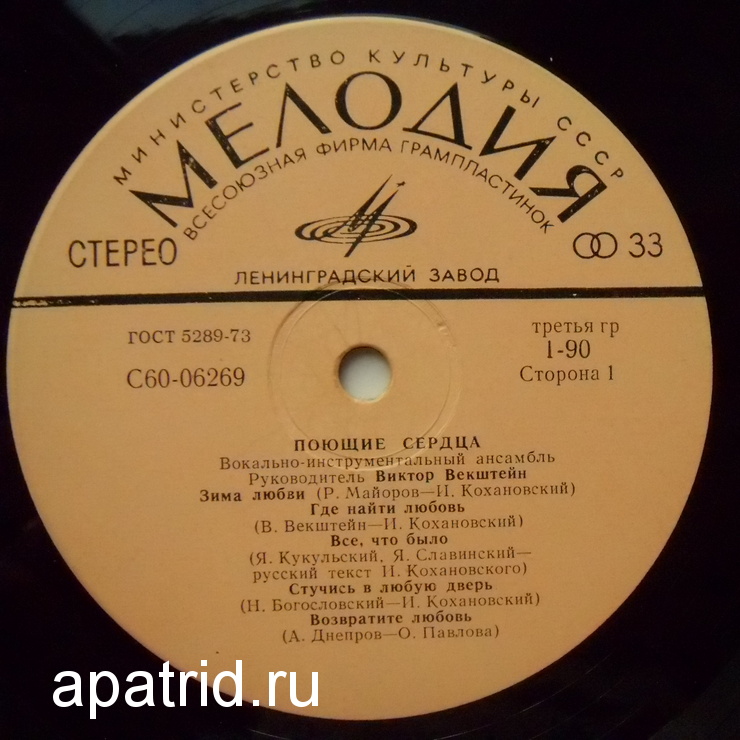 МИНИСТЕРСТВО КУЛЬТУРЫ СССР
МЕЛОДИЯ
ВСЕСОЮЗНАЯ ФИРМА ГРАМПЛАСТИНОК
СТЕРЕО
33
ЛЕНИНГРАДСКИЙ ЗАВОД
ГОСТ 5289-73
третья гр
1-90
С60-06269
Сторона 1
ПОЮЩИЕ СЕРДЦА
Вокально-инструментальный ансамбль
Руководитель Виктор Векштейн
Зима любви (Р. Майоров—И. Кохановский)
Где найти любовь
(В. Векштейн—И. Кохановский)
Все, что было
(Я. Кукульский, Я. Славинский—
русский текст И. Кохановского)
Стучись в любую дверь
(Н. Богословский—И. Кохановский)
Возвратите любовь
(А. Днепров—О. Павлова)
apatrid.ru